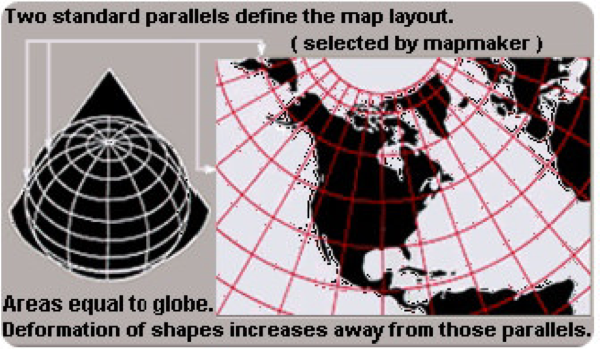 Two standard parallels define the map layout.
( selected by mapmaker )
Areas equal to globe.
Deformation of shapes increases away from those parallels.